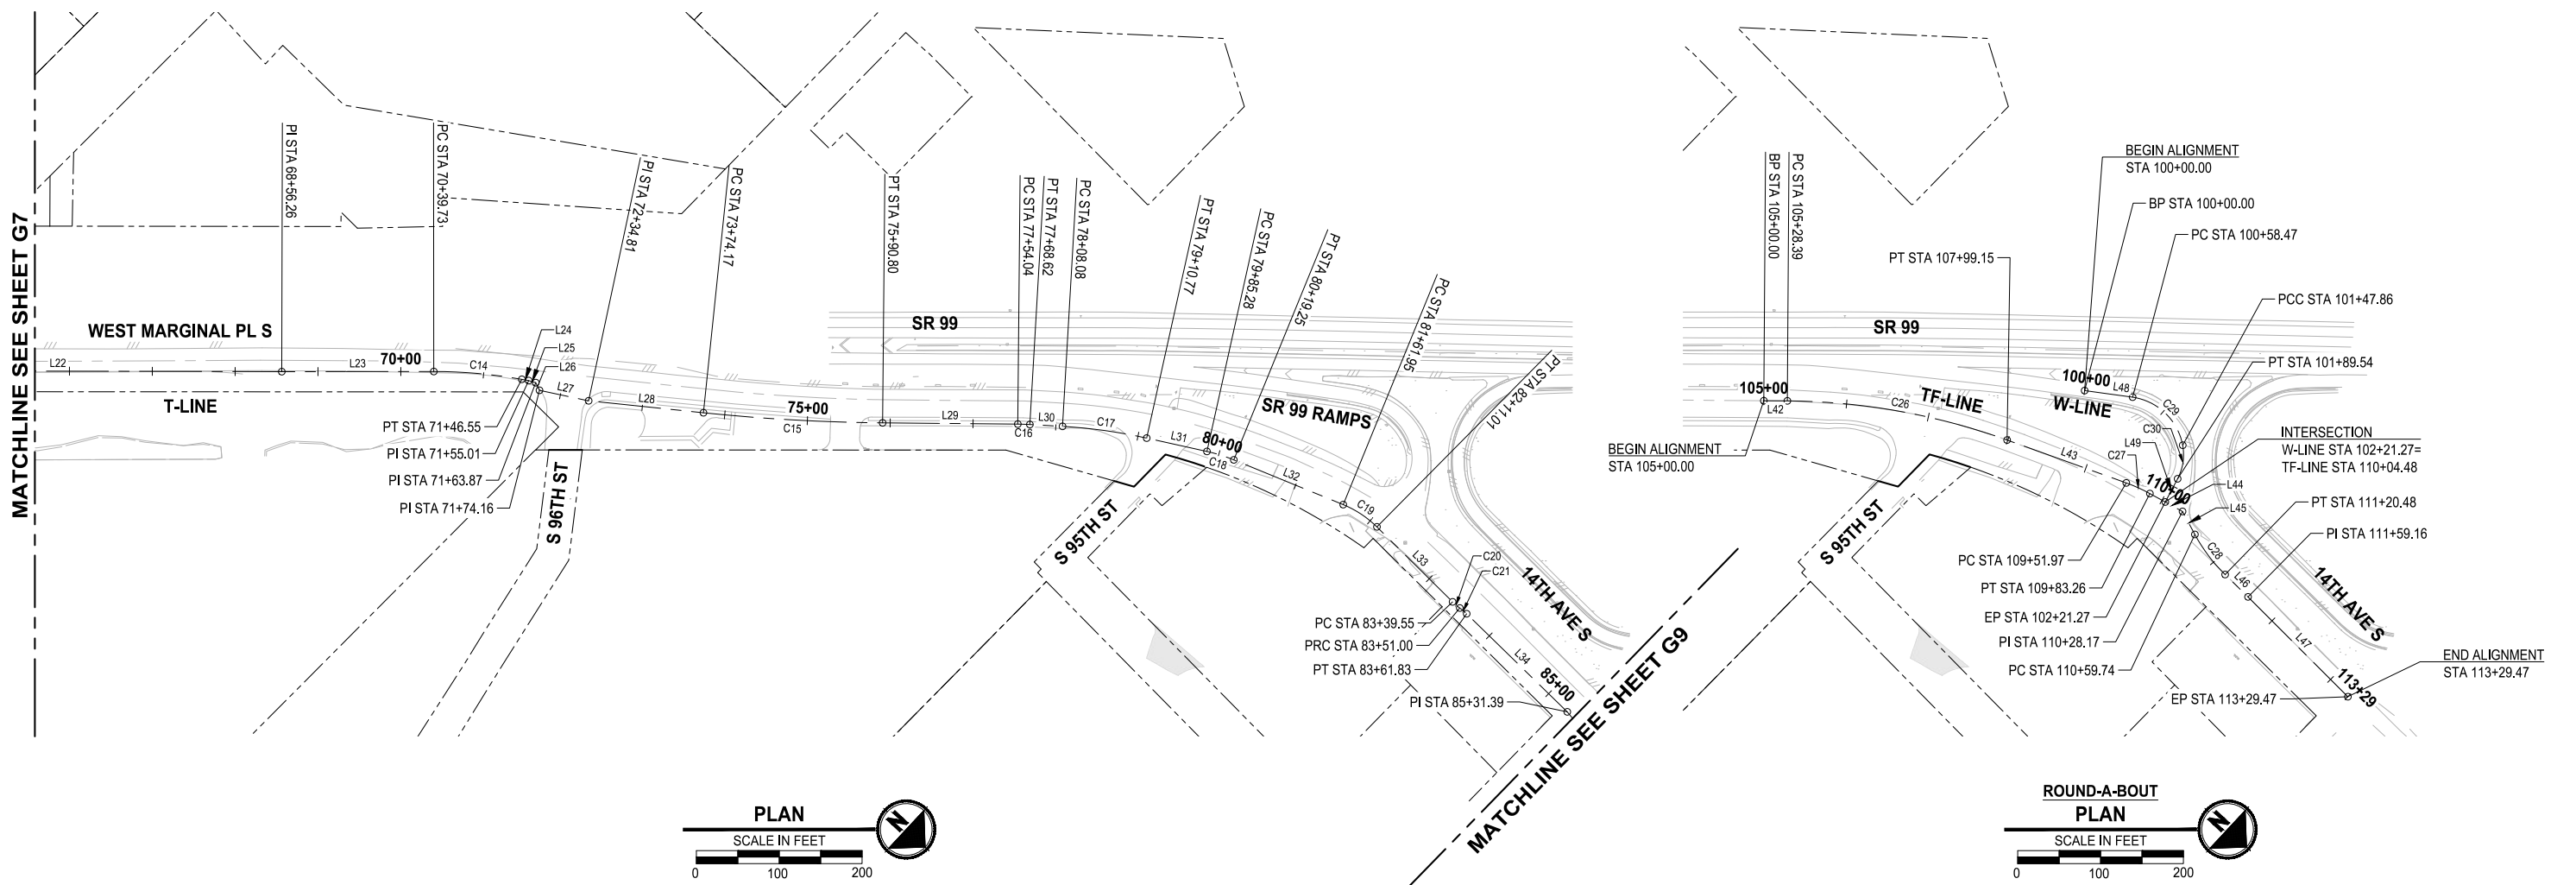 MATCHLINE SEE SHEET G7
WEST MARGINAL PL S
T-LINE
L22
PI STA 68+56.26
L23
70+00
PC STA 70+39.73
C14
L24
L25
L26
L27
PT STA 71+46.55
PI STA 71+55.01
PI STA 71+63.87
PI STA 71+74.16
S 96TH ST
PI STA 72+34.81
L28
PC STA 73+74.17
75+00
C15
PT STA 75+90.80
SR 99
L29
PC STA 77+54.04
C16
PT STA 77+68.62
L30
PC STA 78+08.08
C17
PT STA 79+10.77
L31
PC STA 79+85.28
80+00
C18
PT STA 80+19.25
SR 99 RAMPS
L32
PC STA 81+61.95
C19
PT STA 82+11.01
S 95TH ST
L33
C20
C21
14TH AVE S
PC STA 83+39.55
PRC STA 83+51.00
PT STA 83+61.83
L34
85+00
PI STA 85+31.39
MATCHLINE SEE SHEET G9
PLAN
SCALE IN FEET
0 100 200
N
BEGIN ALIGNMENT
STA 105+00.00
BP STA 105+00.00
PC STA 105+28.39
105+00
L42
SR 99
C26
TF-LINE
PT STA 107+99.15
BEGIN ALIGNMENT
STA 100+00.00
BP STA 100+00.00
PC STA 100+58.47
100+00
L48
W-LINE
C29
PCC STA 101+47.86
C30
PT STA 101+89.54
L49
L43
C27
110+00
INTERSECTION
W-LINE STA 102+21.27=
TF-LINE STA 110+04.48
L44
L45
PT STA 111+20.48
PI STA 111+59.16
S 95TH ST
PC STA 109+51.97
PT STA 109+83.26
EP STA 102+21.27
PI STA 110+28.17
PC STA 110+59.74
C28
L46
14TH AVE S
L47
113+29
EP STA 113+29.47
END ALIGNMENT
STA 113+29.47
ROUND-A-BOUT
PLAN
SCALE IN FEET
0 100 200
N